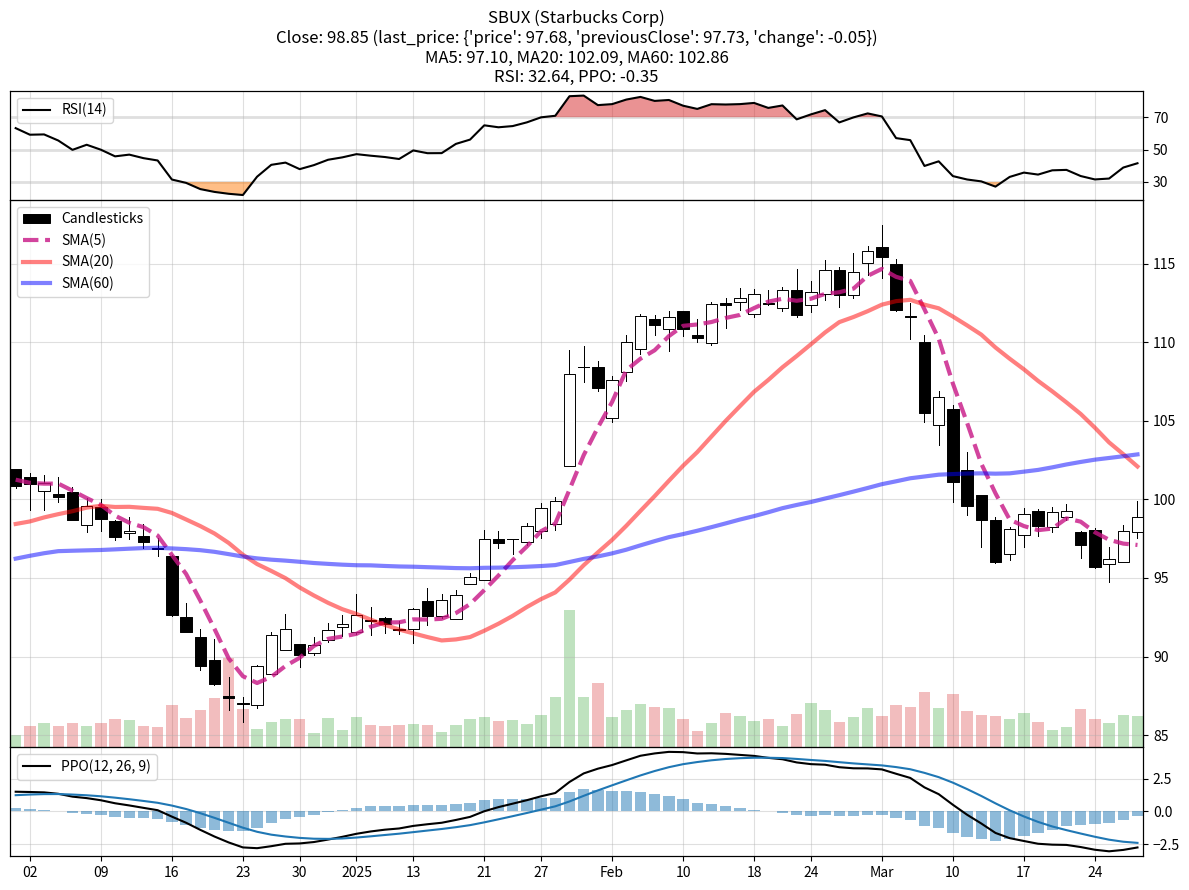 SBUX (Starbucks Corp)
Close: 98.85 (last_price: {'price': 97.68, 'previousClose': 97.73, 'change': -0.05})
MA5: 97.10, MA20: 102.09, MA60: 102.86
RSI: 32.64, PPO: -0.35
RSI(14)
70
50
30
Candlesticks
SMA(5)
SMA(20)
SMA(60)
115
110
105
100
95
90
85
PPO(12, 26, 9)
2.5
0.0
−2.5
02 09 16 23 30 2025 13 21 27 Feb 10 18 24 Mar 10 17 24